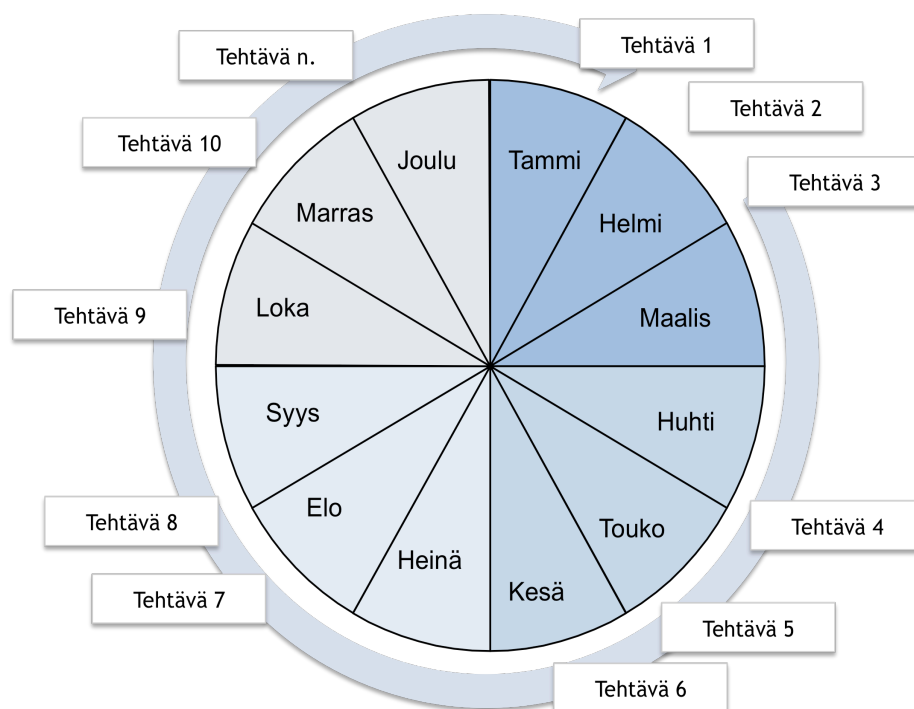 Tehtävä 1
Tehtävä 2
Tehtävä 3
Tehtävä 4
Tehtävä 5
Tehtävä 6
Tehtävä 7
Tehtävä 8
Tehtävä 9
Tehtävä 10
Tehtävä n.
Tammi
Helmi
Maalis
Huhti
Touko
Kesä
Heinä
Elo
Syys
Loka
Marras
Joulu